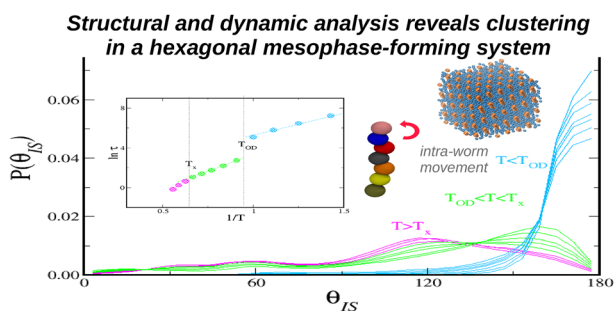 Structural and dynamic analysis reveals clustering
in a hexagonal mesophase-forming system
P(θIS)
0.06
0.04
0.02
0.00
0
60
120
180
ΘIS
ln τ
8
4
0
0.5
1
1.5
1/T
Tx
TOD
intra-worm
movement
T<TOD
TOD<T<Tx
T>Tx